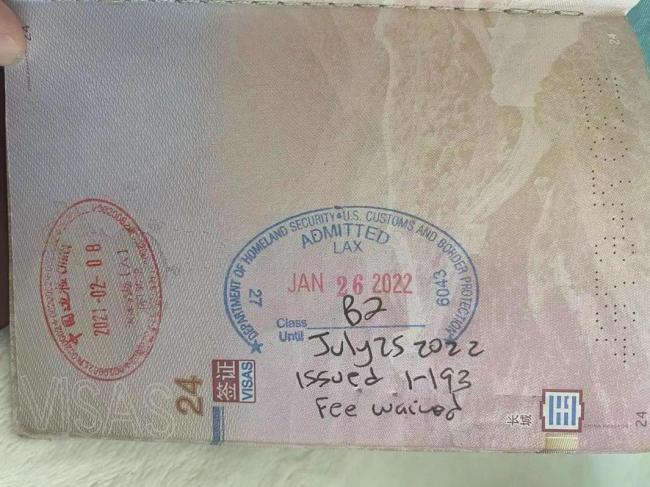 DEPARTMENT OF HOMELAND SECURITY ★ U.S. CUSTOMS AND BORDER PROTECTION ★
ADMITTED
LAX
27
JAN 26 2022
6043
Class B2
Until July 25 2022
issued I-193
Fee waived
2021-02-08
VISAS
24
签证
VISAS
长城
24
24
24